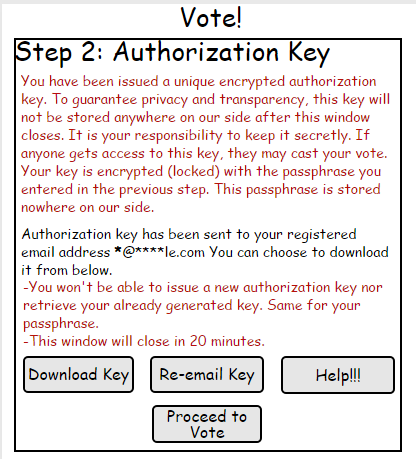 Vote!
Step 2: Authorization Key
You have been issued a unique encrypted authorization
key. To guarantee privacy and transparency, this key will
not be stored anywhere on our side after this window
closes. It is your responsibility to keep it secretly. If
anyone gets access to this key, they may cast your vote.
Your key is encrypted (locked) with the passphrase you
entered in the previous step. This passphrase is stored
nowhere on our side.
Authorization key has been sent to your registered
email address *@****le.com You can choose to download
it from below.
-You won't be able to issue a new authorization key nor
retrieve your already generated key. Same for your
passphrase.
-This window will close in 20 minutes.
Download Key
Re-email Key
Help!!!
Proceed to
Vote